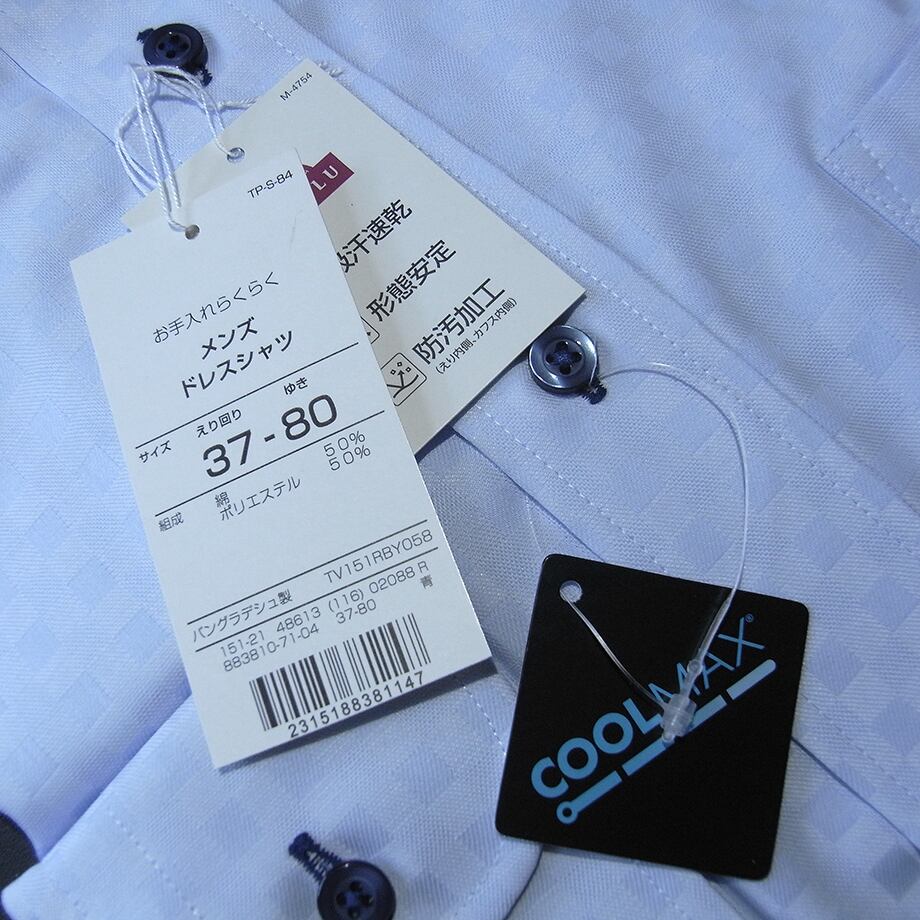 TP-S-84
お手入れらくらく
メンズ
ドレスシャツ
サイズ えり回り ゆき
37-80
組成 綿 50%
ポリエステル 50%
バングラデシュ製 TV151RBY058
151-21 48613 (116) 02088 R
883810-71-04 37-80 青
2315188381147
M-4754
LU
汗速乾
形態安定
防汚加工
(えり内側、カフス内側)
COOLMAX®